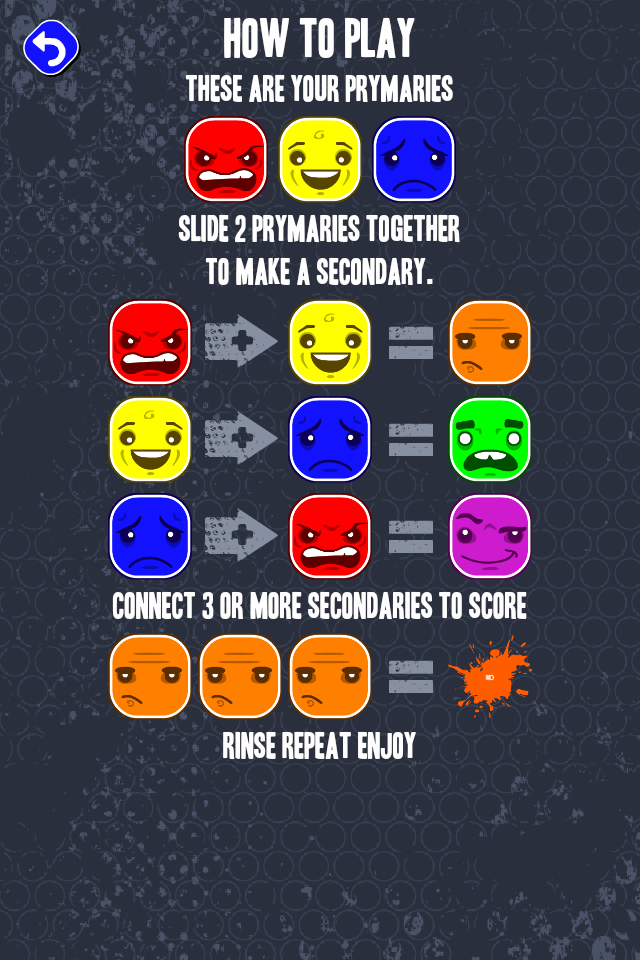 HOW TO PLAY
THESE ARE YOUR PRYMARIES
SLIDE 2 PRYMARIES TOGETHER
TO MAKE A SECONDARY.
CONNECT 3 OR MORE SECONDARIES TO SCORE
RINSE REPEAT ENJOY